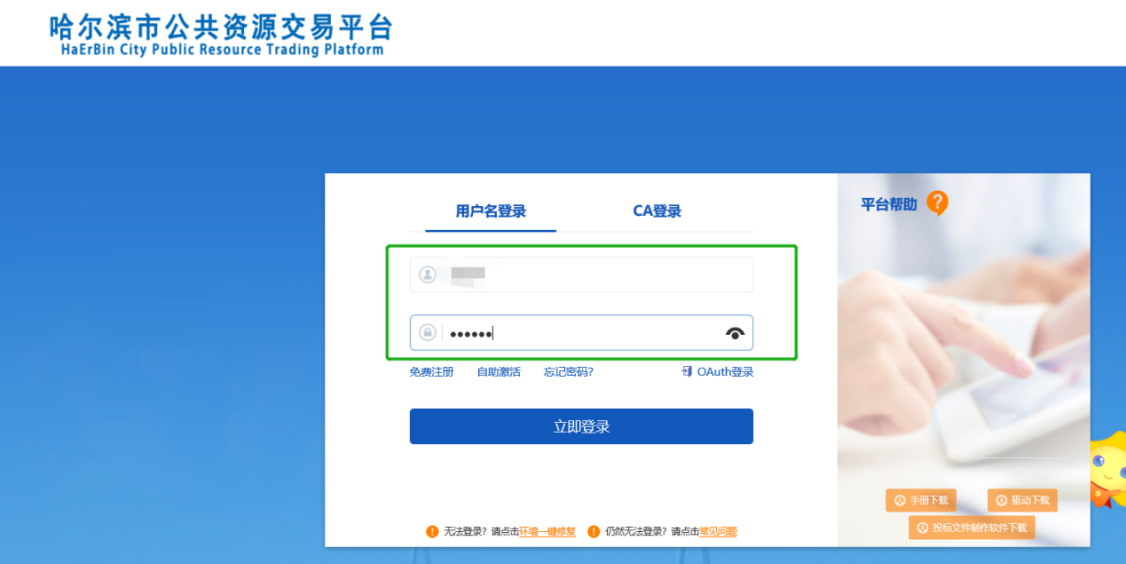 哈尔滨市公共资源交易平台
HaErBin City Public Resource Trading Platform
用户名登录 CA登录
平台帮助 ?
••••••
免费注册 自助激活 忘记密码? OAuth登录
立即登录
手册下载 驱动下载
投标文件制作软件下载
无法登录? 请点击环境一键修复 仍然无法登录? 请点击常见问题